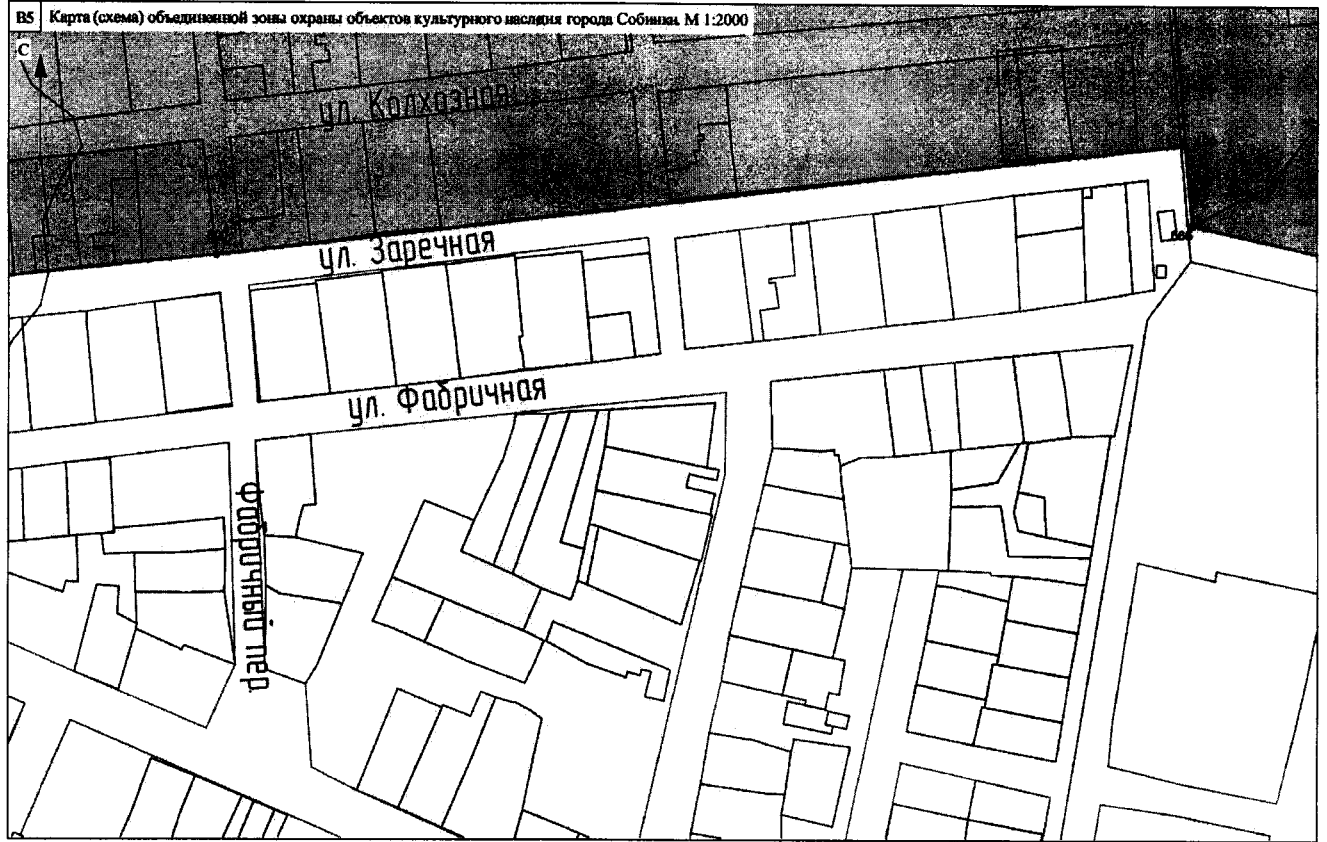 В5 Карта (схема) объединенной зоны охраны объектов культурного наследия города Собинки. М 1:2000
С
ул. Колхозная
ул. Заречная
ул. Фабричная
Фабричный пер